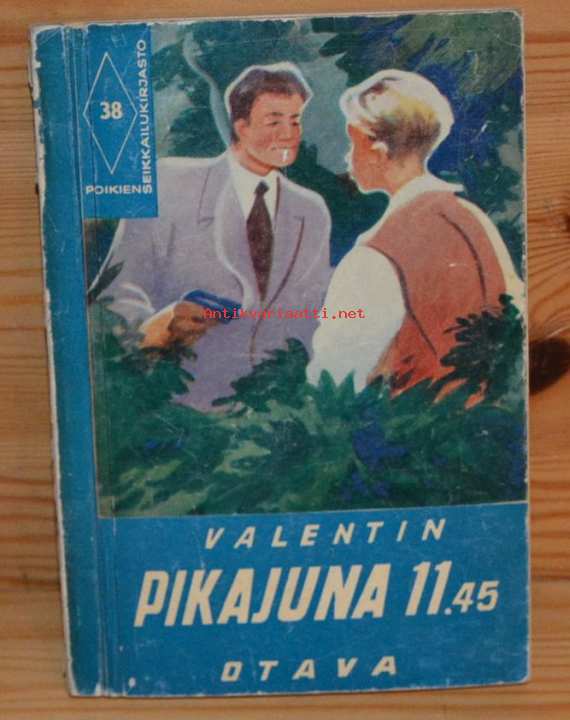 38
POIKIEN
SEIKKAILUKIRJASTO
Antikvariaatti.net
VALENTIN
PIKAJUNA 11.45
OTAVA